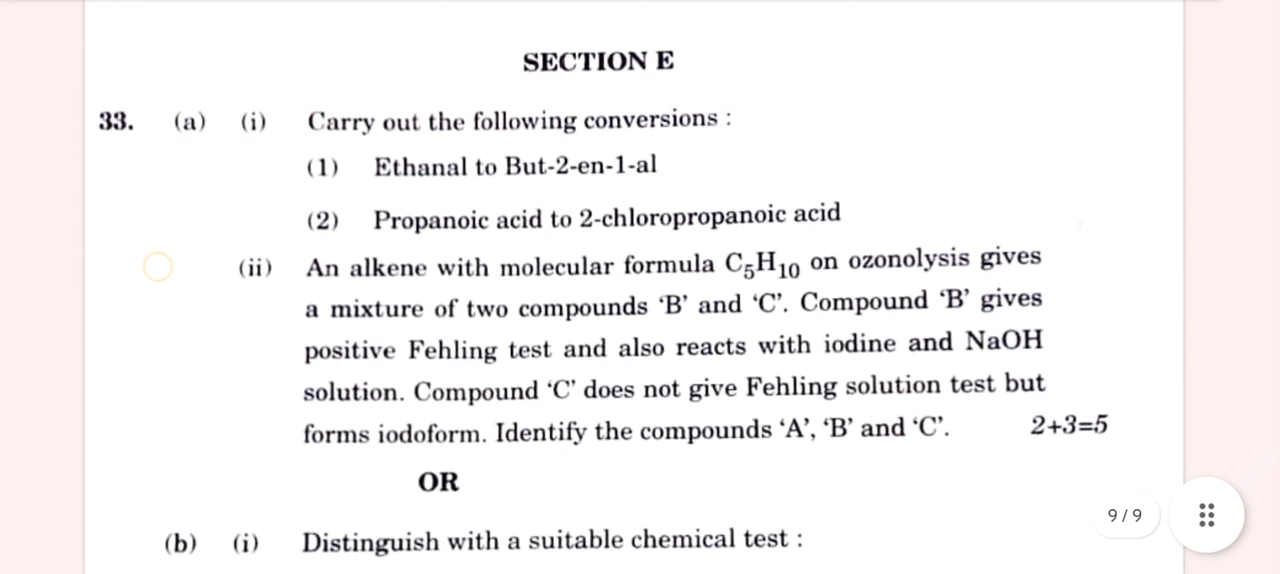 SECTION E
33. (a) (i) Carry out the following conversions :
(1) Ethanal to But-2-en-1-al
(2) Propanoic acid to 2-chloropropanoic acid
(ii) An alkene with molecular formula C₅H₁₀ on ozonolysis gives
a mixture of two compounds ‘B’ and ‘C’. Compound ‘B’ gives
positive Fehling test and also reacts with iodine and NaOH
solution. Compound ‘C’ does not give Fehling solution test but
forms iodoform. Identify the compounds ‘A’, ‘B’ and ‘C’. 2+3=5
OR
9 / 9
(b) (i) Distinguish with a suitable chemical test :